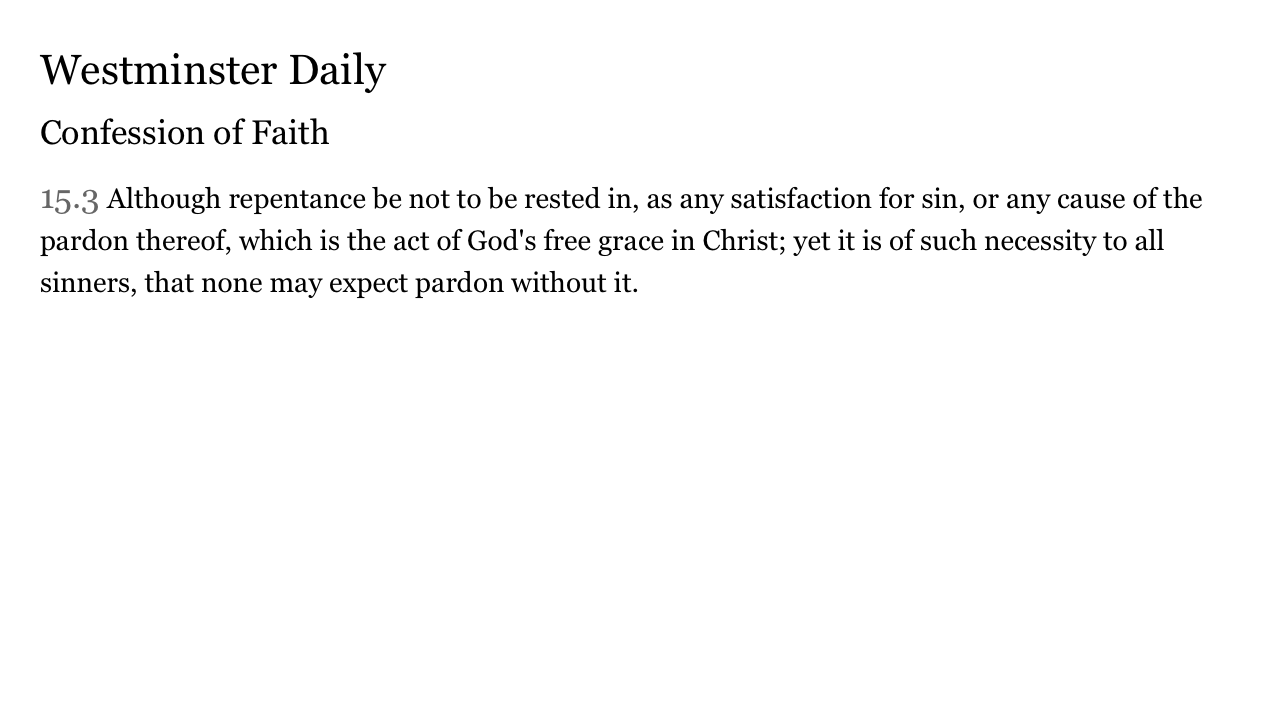 Westminster Daily
Confession of Faith
15.3 Although repentance be not to be rested in, as any satisfaction for sin, or any cause of the
pardon thereof, which is the act of God's free grace in Christ; yet it is of such necessity to all
sinners, that none may expect pardon without it.